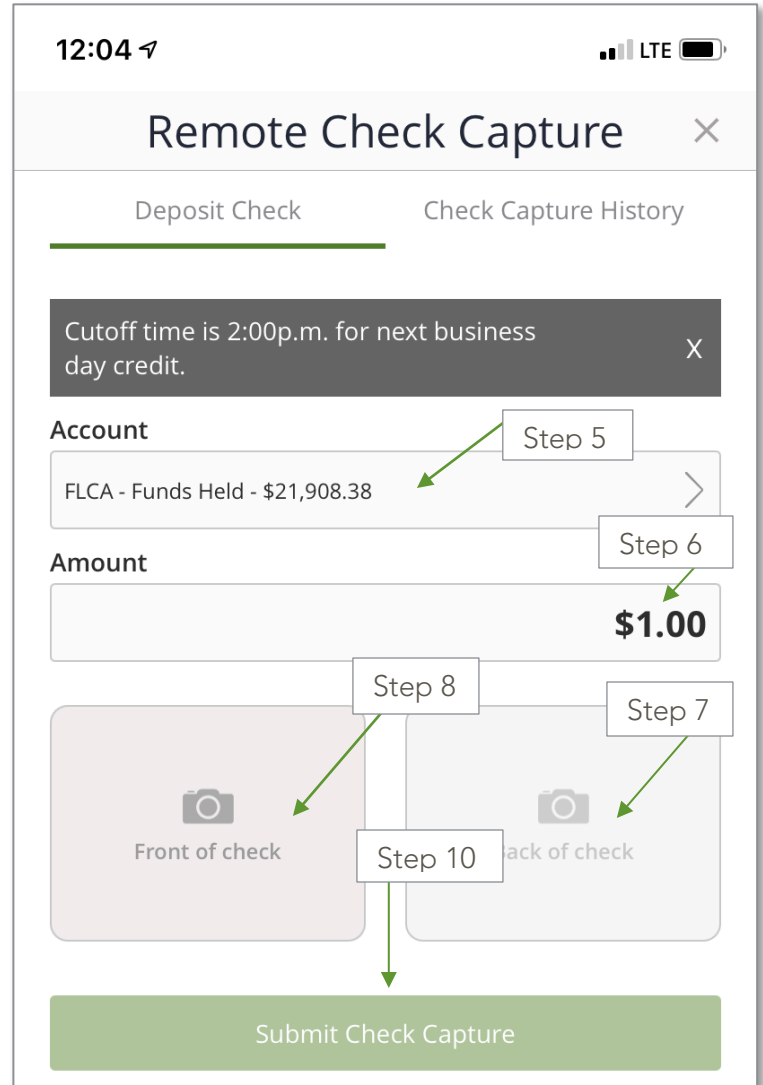 12:04 LTE
Remote Check Capture ×
Deposit Check Check Capture History
Cutoff time is 2:00p.m. for next business
day credit. X
Account
Step 5
FLCA - Funds Held - $21,908.38
Step 6
Amount
$1.00
Step 8
Step 7
Front of check
ack of check
Step 10
Submit Check Capture